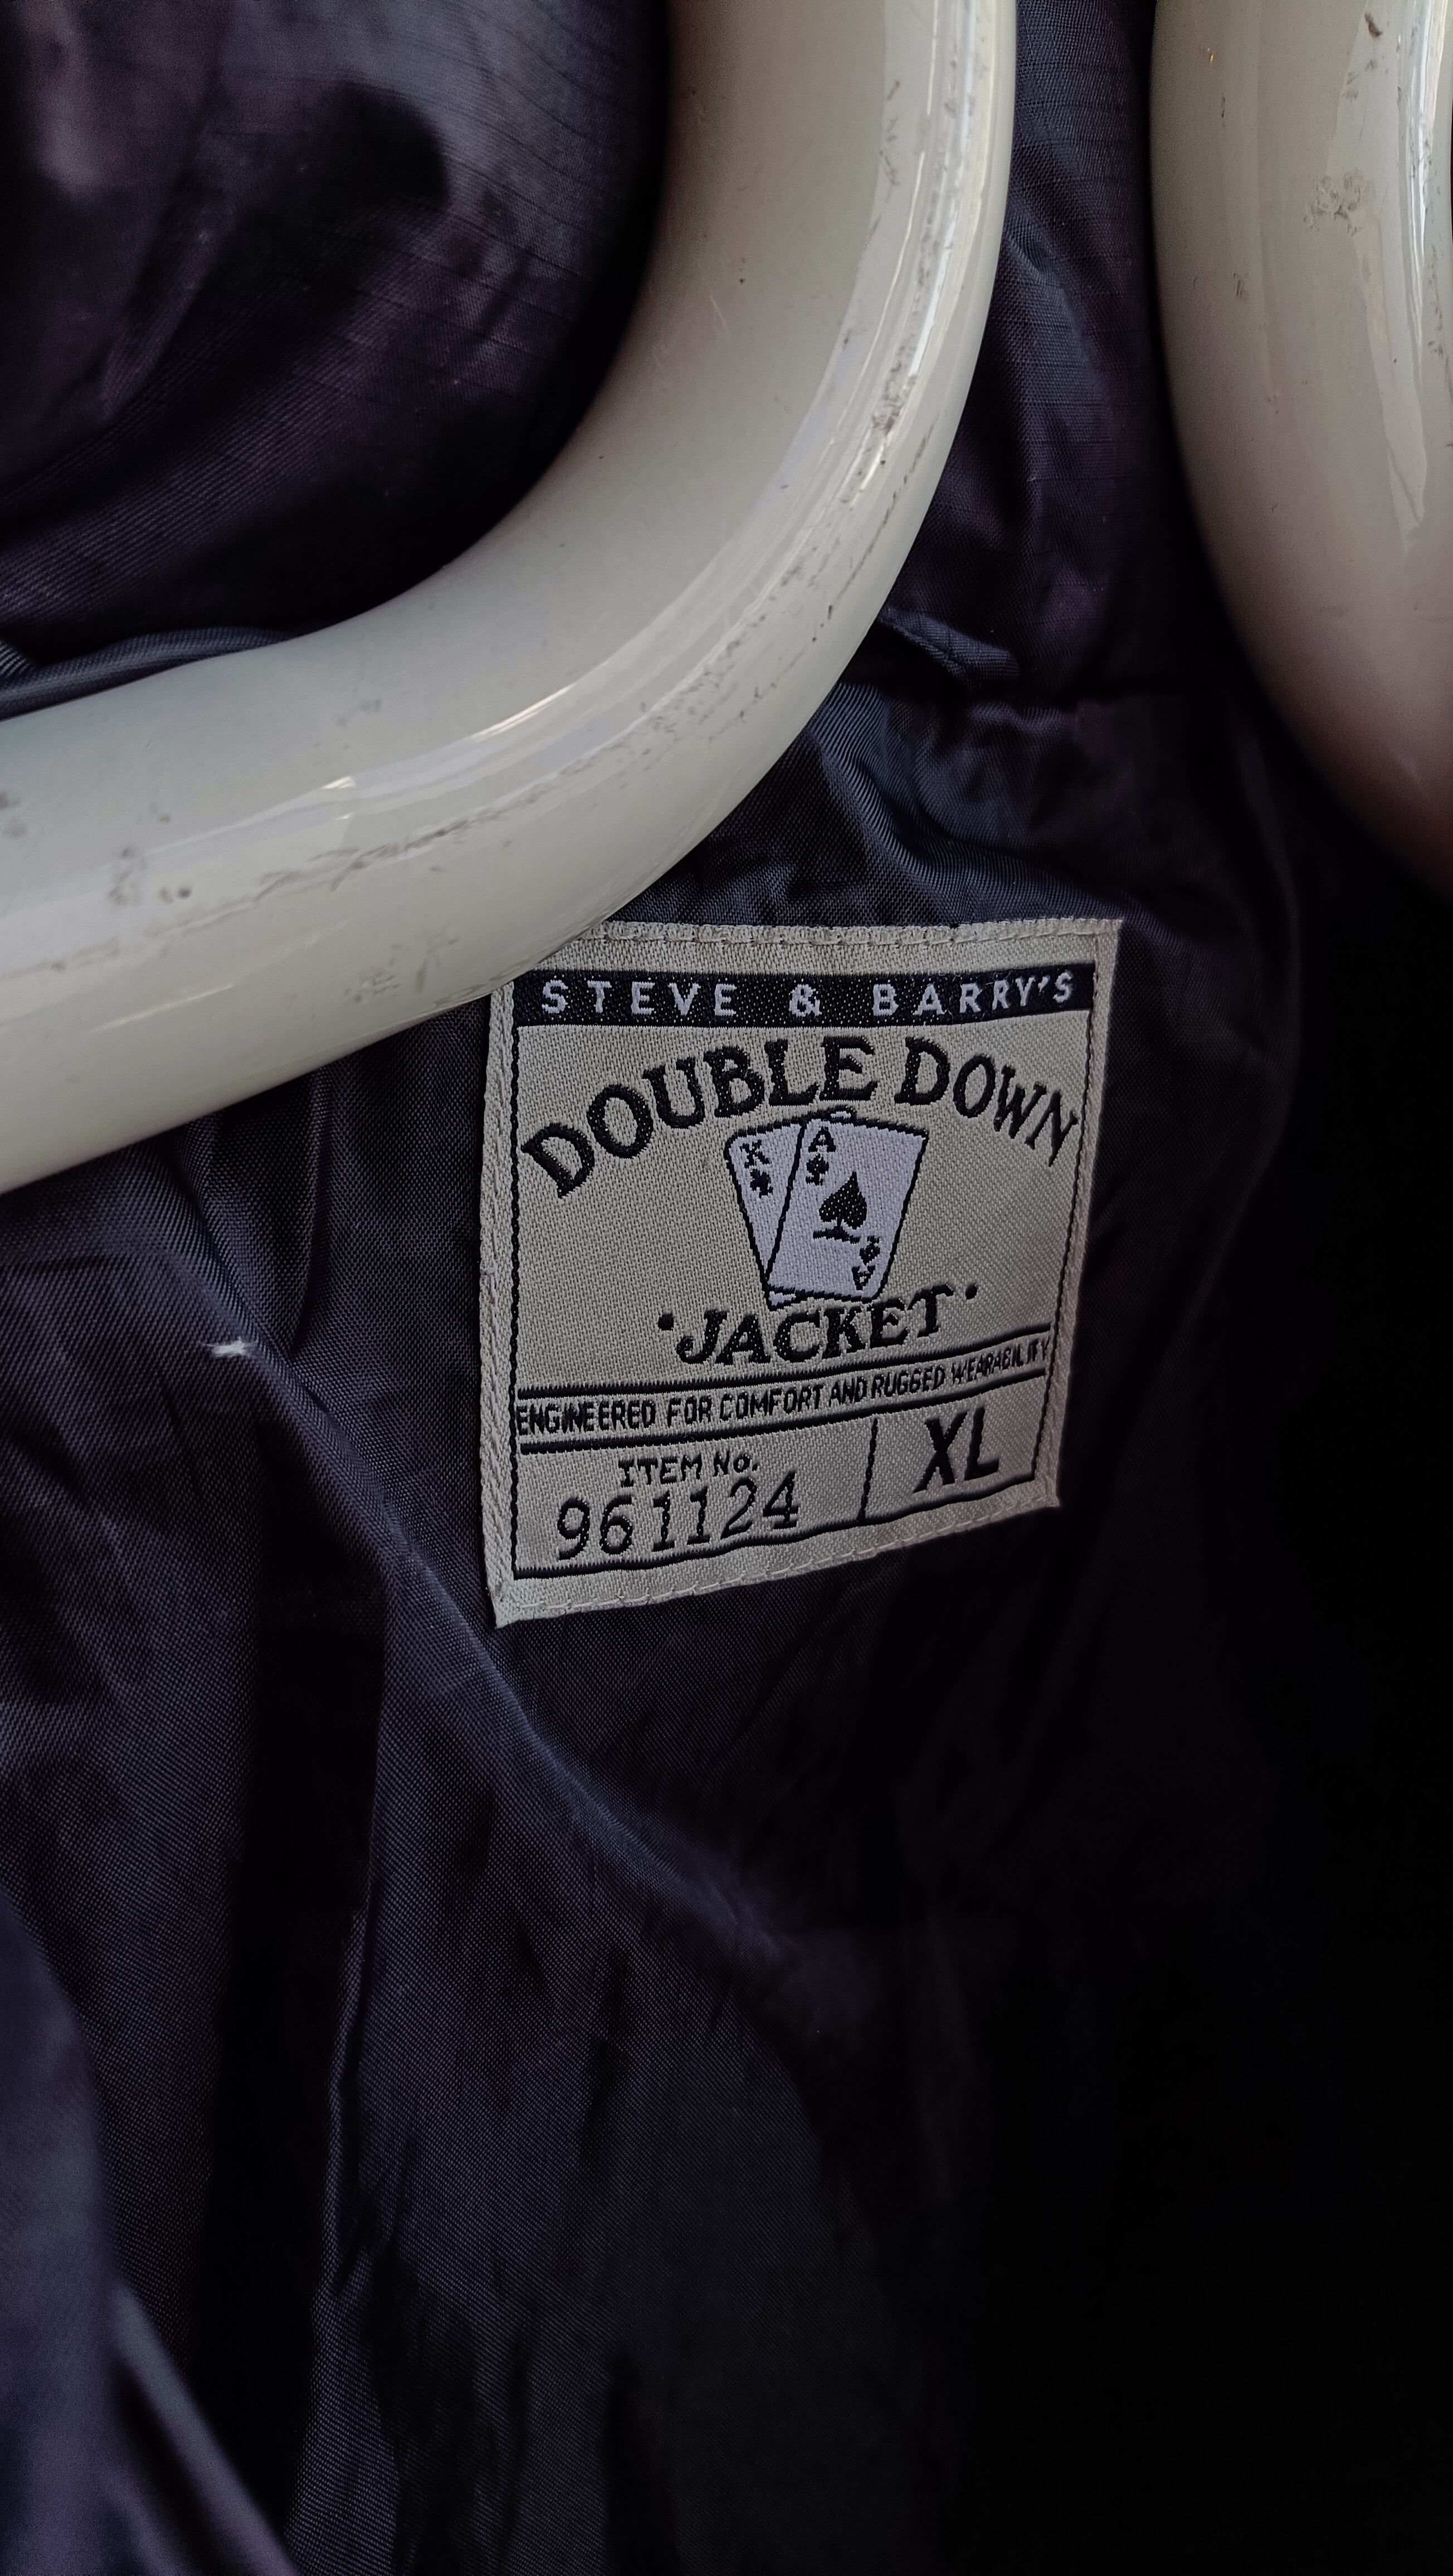 STEVE & BARRY'S
DOUBLE DOWN
K
A
A
·JACKET·
ENGINEERED FOR COMFORT AND RUGGED WEARABILITY
ITEM No.
961124
XL